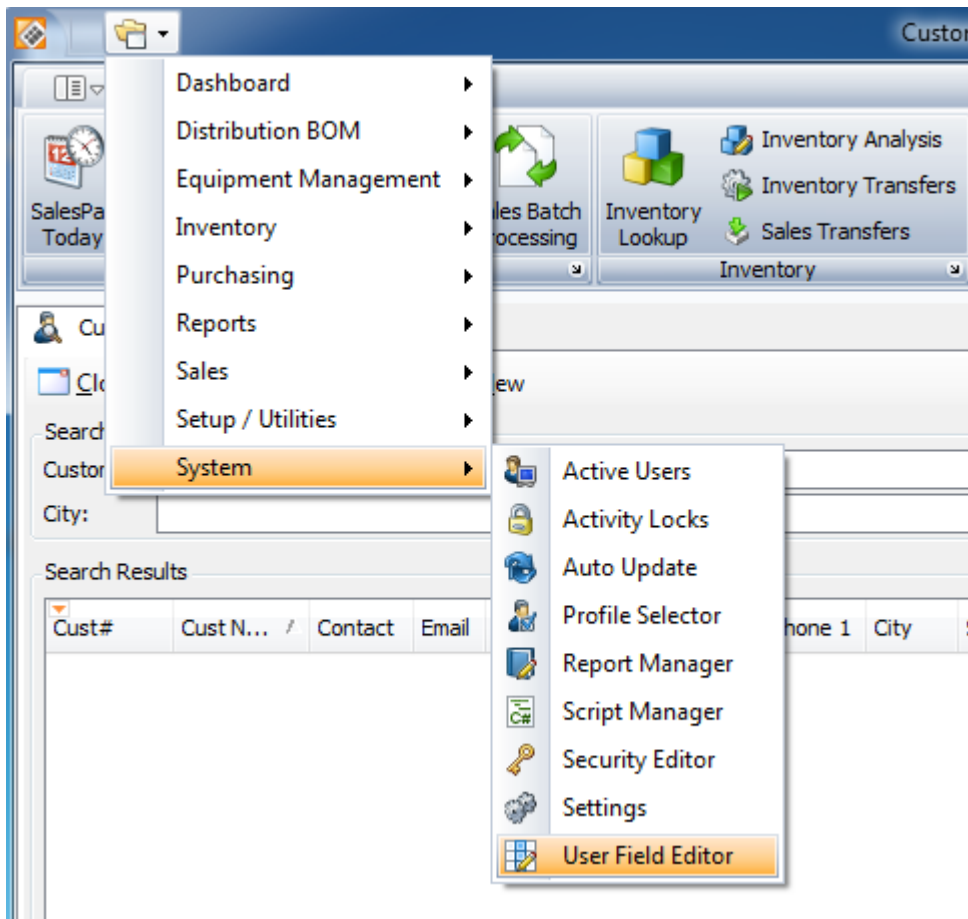 Custor
Dashboard
Distribution BOM
Equipment Management
Inventory
Purchasing
Reports
Sales
Setup / Utilities
System
12
SalesPa
Today
les Batch
ocessing
Inventory
Lookup
Inventory Analysis
Inventory Transfers
Sales Transfers
Inventory
Cu
Clo
ew
Search
Custor
City:
Search Results
Cust#
Cust N...
Contact
Email
hone 1
City
Active Users
Activity Locks
Auto Update
Profile Selector
Report Manager
C#
Script Manager
Security Editor
Settings
User Field Editor